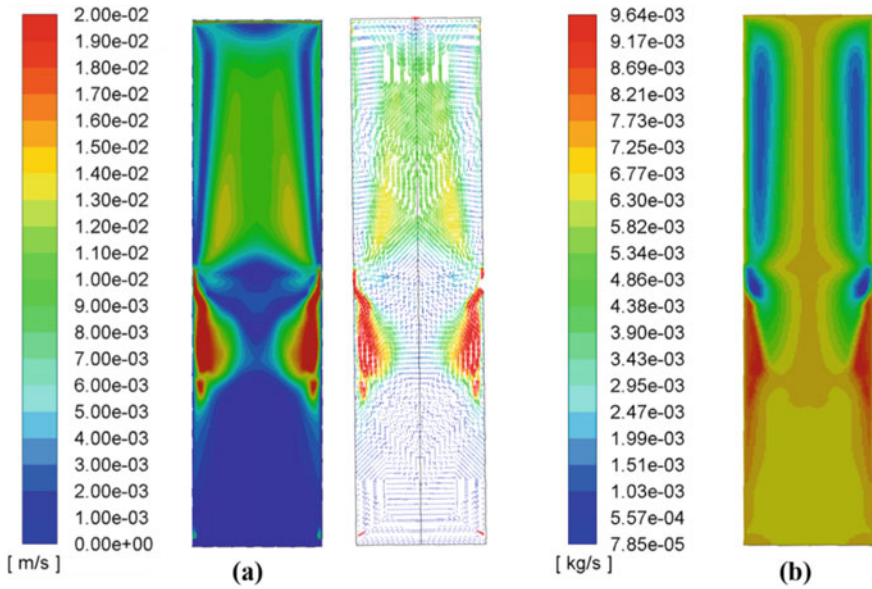 2.00e-02
1.90e-02
1.80e-02
1.70e-02
1.60e-02
1.50e-02
1.40e-02
1.30e-02
1.20e-02
1.10e-02
1.00e-02
9.00e-03
8.00e-03
7.00e-03
6.00e-03
5.00e-03
4.00e-03
3.00e-03
2.00e-03
1.00e-03
0.00e+00
[ m/s ]
(a)
9.64e-03
9.17e-03
8.69e-03
8.21e-03
7.73e-03
7.25e-03
6.77e-03
6.30e-03
5.82e-03
5.34e-03
4.86e-03
4.38e-03
3.90e-03
3.43e-03
2.95e-03
2.47e-03
1.99e-03
1.51e-03
1.03e-03
5.57e-04
7.85e-05
[ kg/s ]
(b)